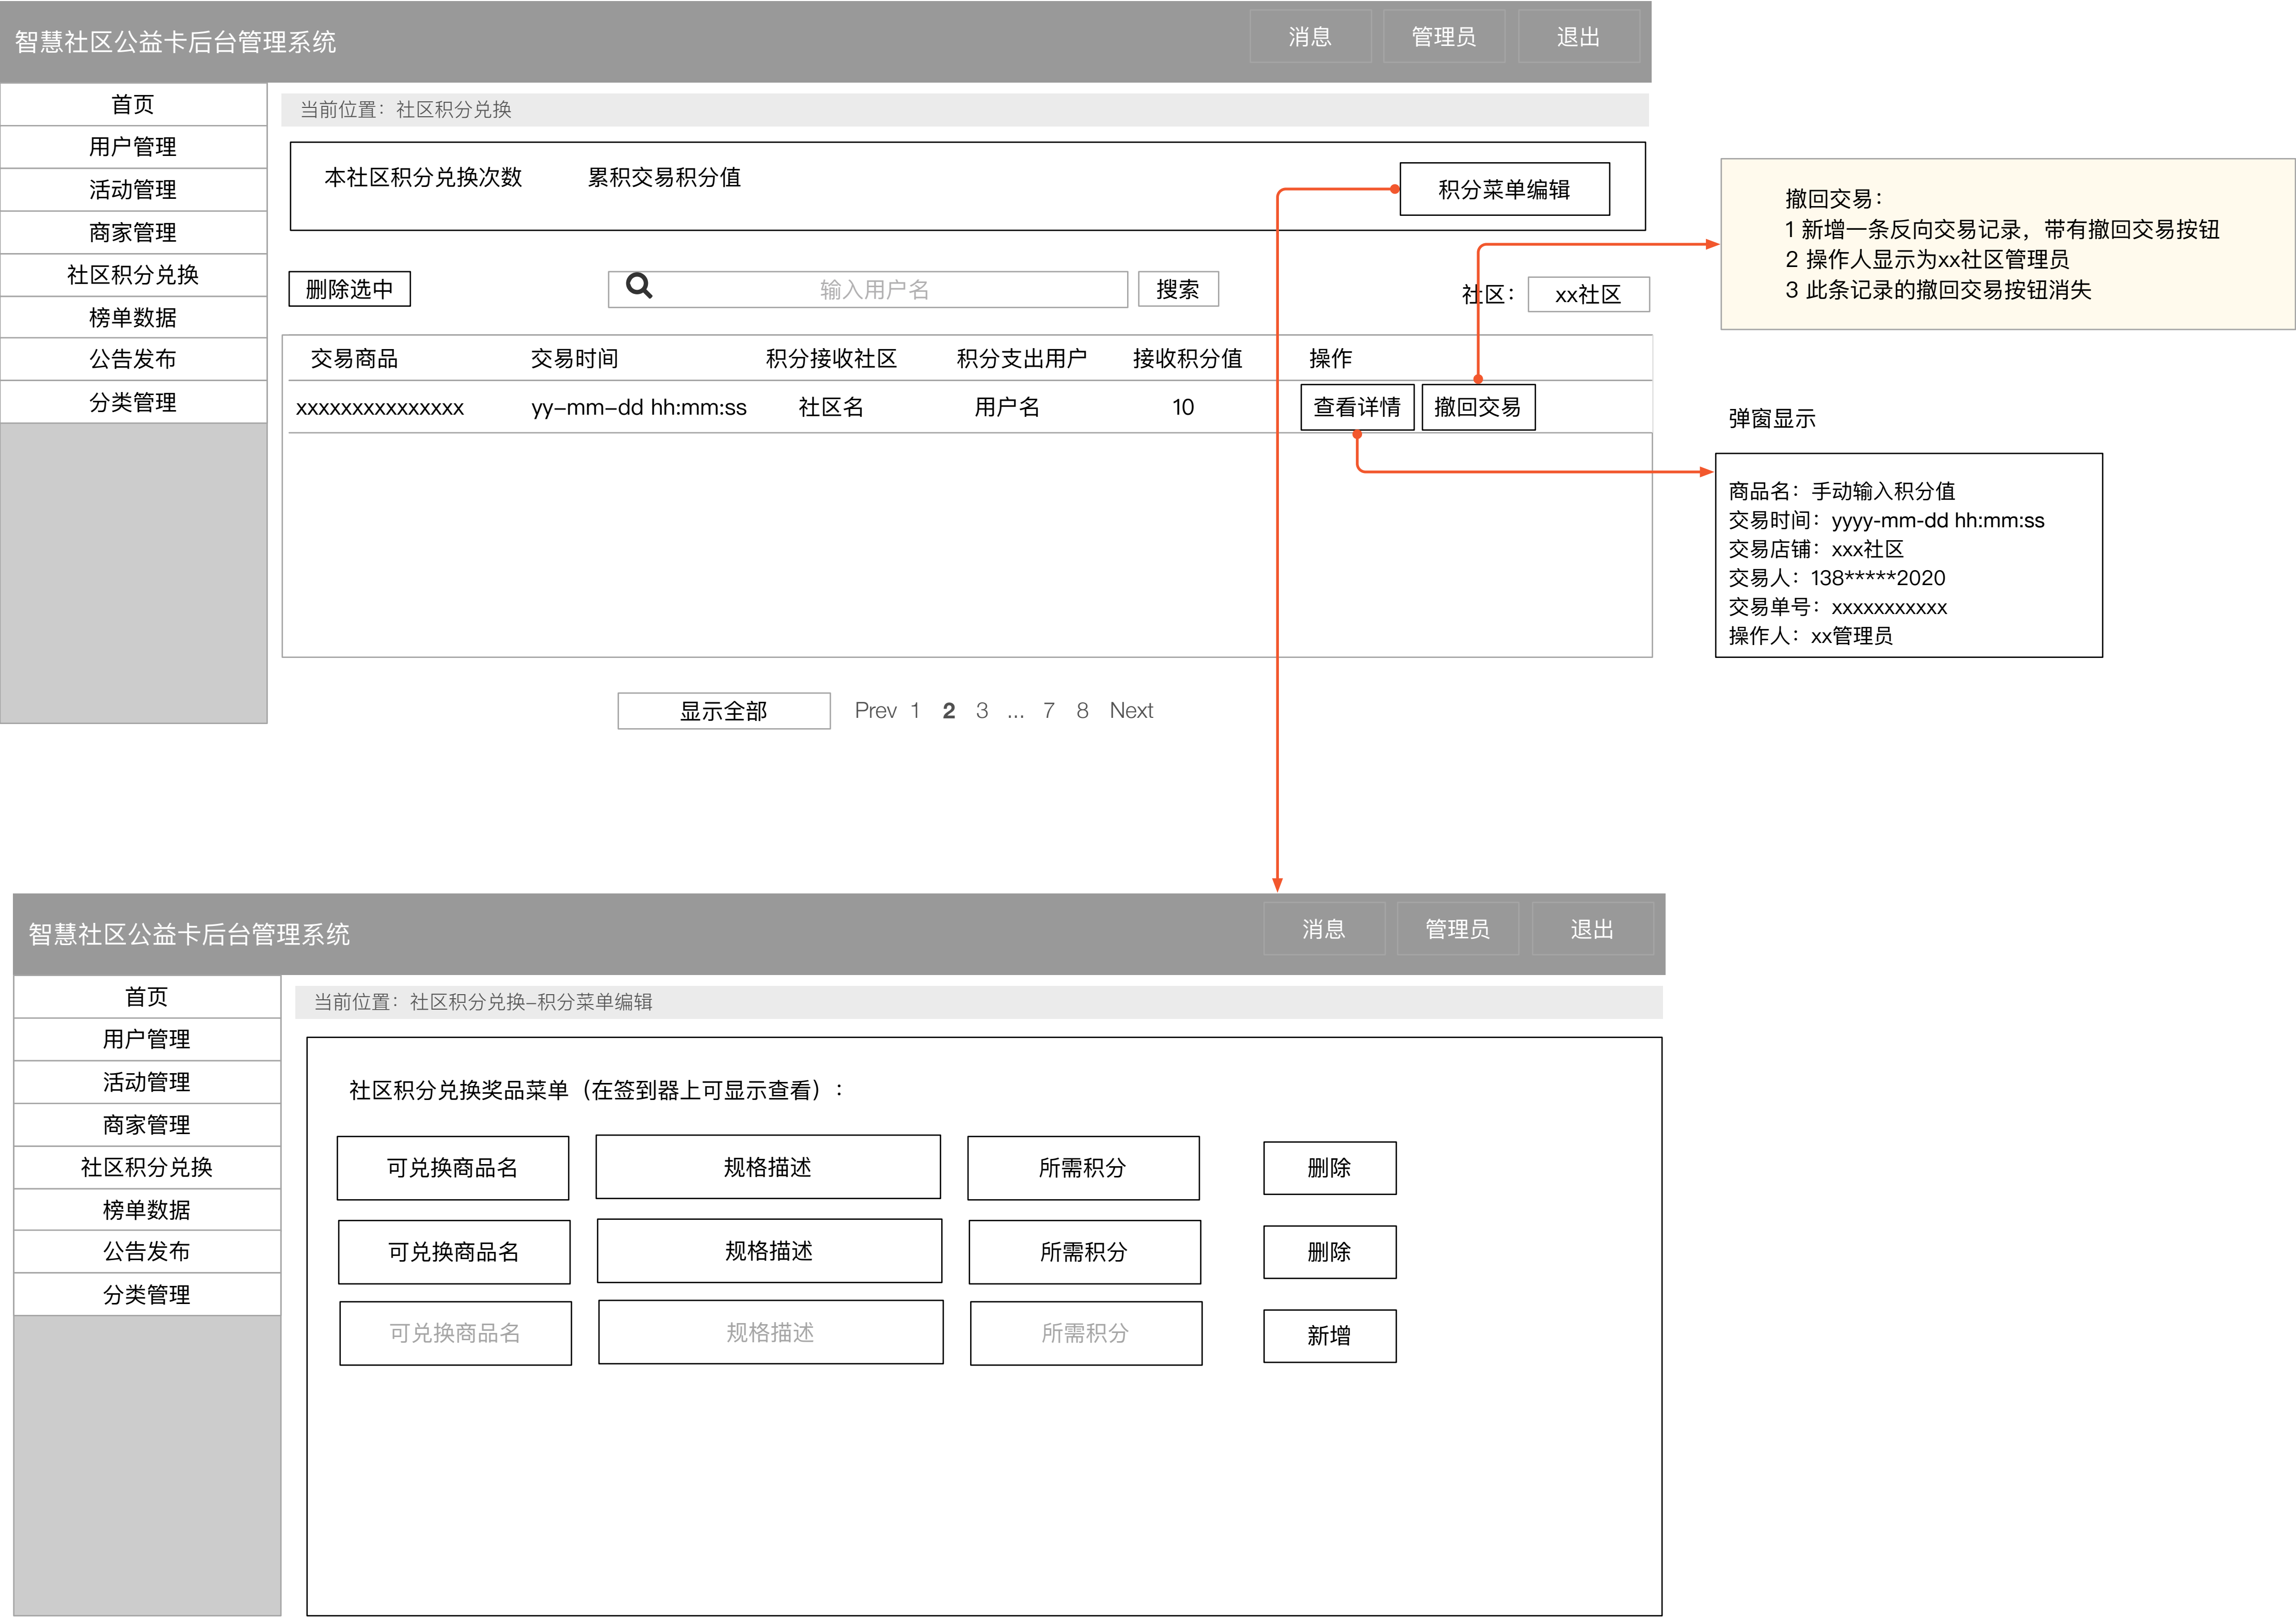 智慧社区公益卡后台管理系统
消息 管理员 退出
首页
用户管理
活动管理
商家管理
社区积分兑换
榜单数据
公告发布
分类管理
当前位置：社区积分兑换
本社区积分兑换次数 累积交易积分值
积分菜单编辑
删除选中 输入用户名 搜索 社区： xx社区
交易商品 交易时间 积分接收社区 积分支出用户 接收积分值 操作
xxxxxxxxxxxxxxx yy-mm-dd hh:mm:ss 社区名 用户名 10 查看详情 撤回交易
显示全部 Prev 1 2 3 ... 7 8 Next
撤回交易：
1 新增一条反向交易记录，带有撤回交易按钮
2 操作人显示为xx社区管理员
3 此条记录的撤回交易按钮消失
弹窗显示
商品名：手动输入积分值
交易时间：yyyy-mm-dd hh:mm:ss
交易店铺：xxx社区
交易人：138*****2020
交易单号：xxxxxxxxxxx
操作人：xx管理员
智慧社区公益卡后台管理系统
消息 管理员 退出
首页
用户管理
活动管理
商家管理
社区积分兑换
榜单数据
公告发布
分类管理
当前位置：社区积分兑换-积分菜单编辑
社区积分兑换奖品菜单（在签到器上可显示查看）：
可兑换商品名 规格描述 所需积分 删除
可兑换商品名 规格描述 所需积分 删除
可兑换商品名 规格描述 所需积分 新增